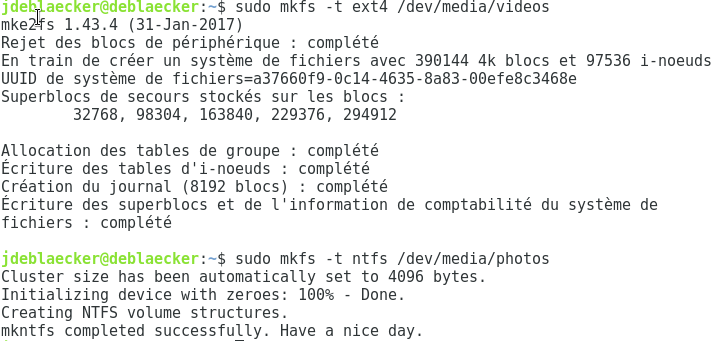 jdeblaecker@deblaecker:~$ sudo mkfs -t ext4 /dev/media/videos
mke2fs 1.43.4 (31-Jan-2017)
Rejet des blocs de périphérique : complété
En train de créer un système de fichiers avec 390144 4k blocs et 97536 i-noeuds
UUID de système de fichiers=a37660f9-0c14-4635-8a83-00efe8c3468e
Superblocs de secours stockés sur les blocs :
32768, 98304, 163840, 229376, 294912
Allocation des tables de groupe : complété
Écriture des tables d'i-noeuds : complété
Création du journal (8192 blocs) : complété
Écriture des superblocs et de l'information de comptabilité du système de
fichiers : complété
jdeblaecker@deblaecker:~$ sudo mkfs -t ntfs /dev/media/photos
Cluster size has been automatically set to 4096 bytes.
Initializing device with zeroes: 100% - Done.
Creating NTFS volume structures.
mkntfs completed successfully. Have a nice day.